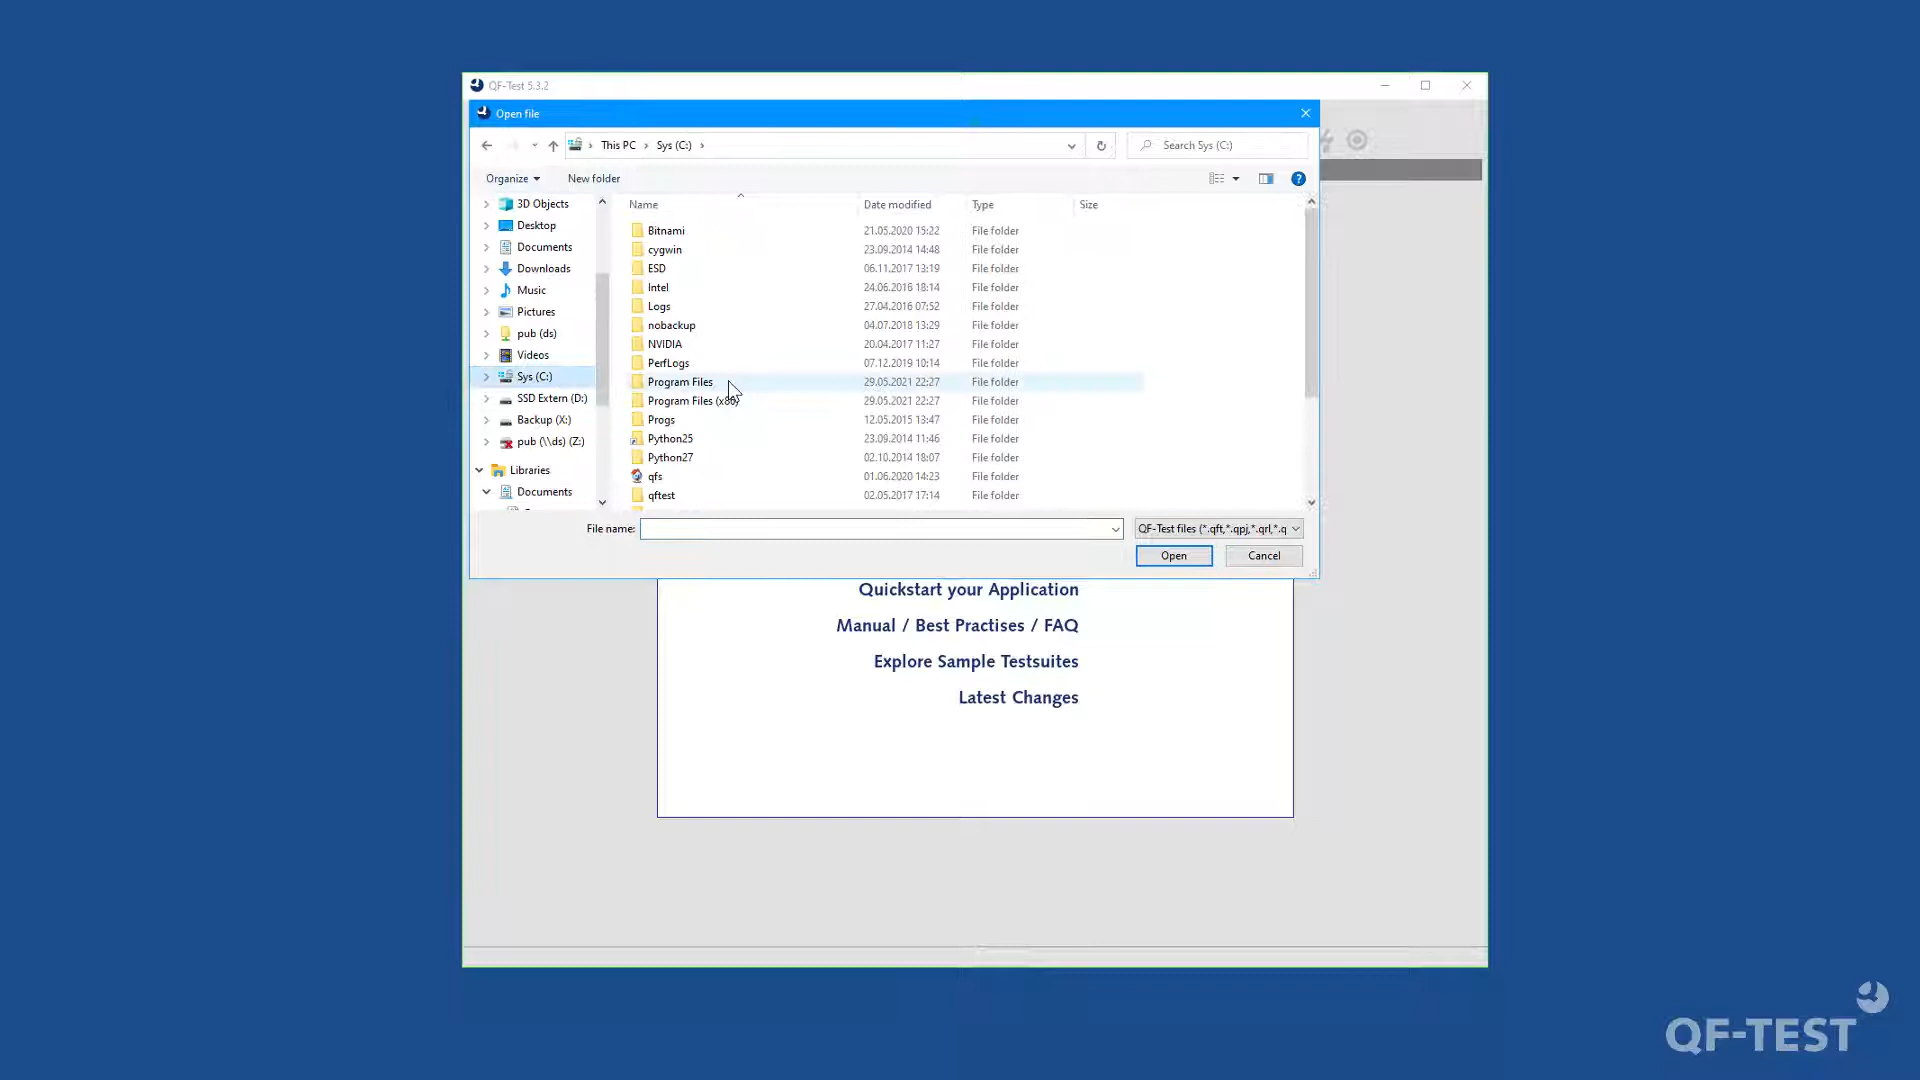 QF-Test 5.3.2
Open file
This PC Sys (C:)
Search Sys (C:)
Organize New folder
3D Objects
Desktop
Documents
Downloads
Music
Pictures
pub (ds)
Videos
Sys (C:)
SSD Extern (D:)
Backup (X:)
pub (\\ds) (Z:)
Libraries
Documents
Name Date modified Type Size
Bitnami 21.05.2020 15:22 File folder
cygwin 23.09.2014 14:48 File folder
ESD 06.11.2017 13:19 File folder
Intel 24.06.2016 18:14 File folder
Logs 27.04.2016 07:52 File folder
nobackup 04.07.2018 13:29 File folder
NVIDIA 20.04.2017 11:27 File folder
PerfLogs 07.12.2019 10:14 File folder
Program Files 29.05.2021 22:27 File folder
Program Files (x86) 29.05.2021 22:27 File folder
Progs 12.05.2015 13:47 File folder
Python25 23.09.2014 11:46 File folder
Python27 02.10.2014 18:07 File folder
qfs 01.06.2020 14:23 File folder
qftest 02.05.2017 17:14 File folder
File name: QF-Test files (*.qft,*.qpj,*.qrl,*.q
Open Cancel
Quickstart your Application
Manual / Best Practises / FAQ
Explore Sample Testsuites
Latest Changes
QF-TEST